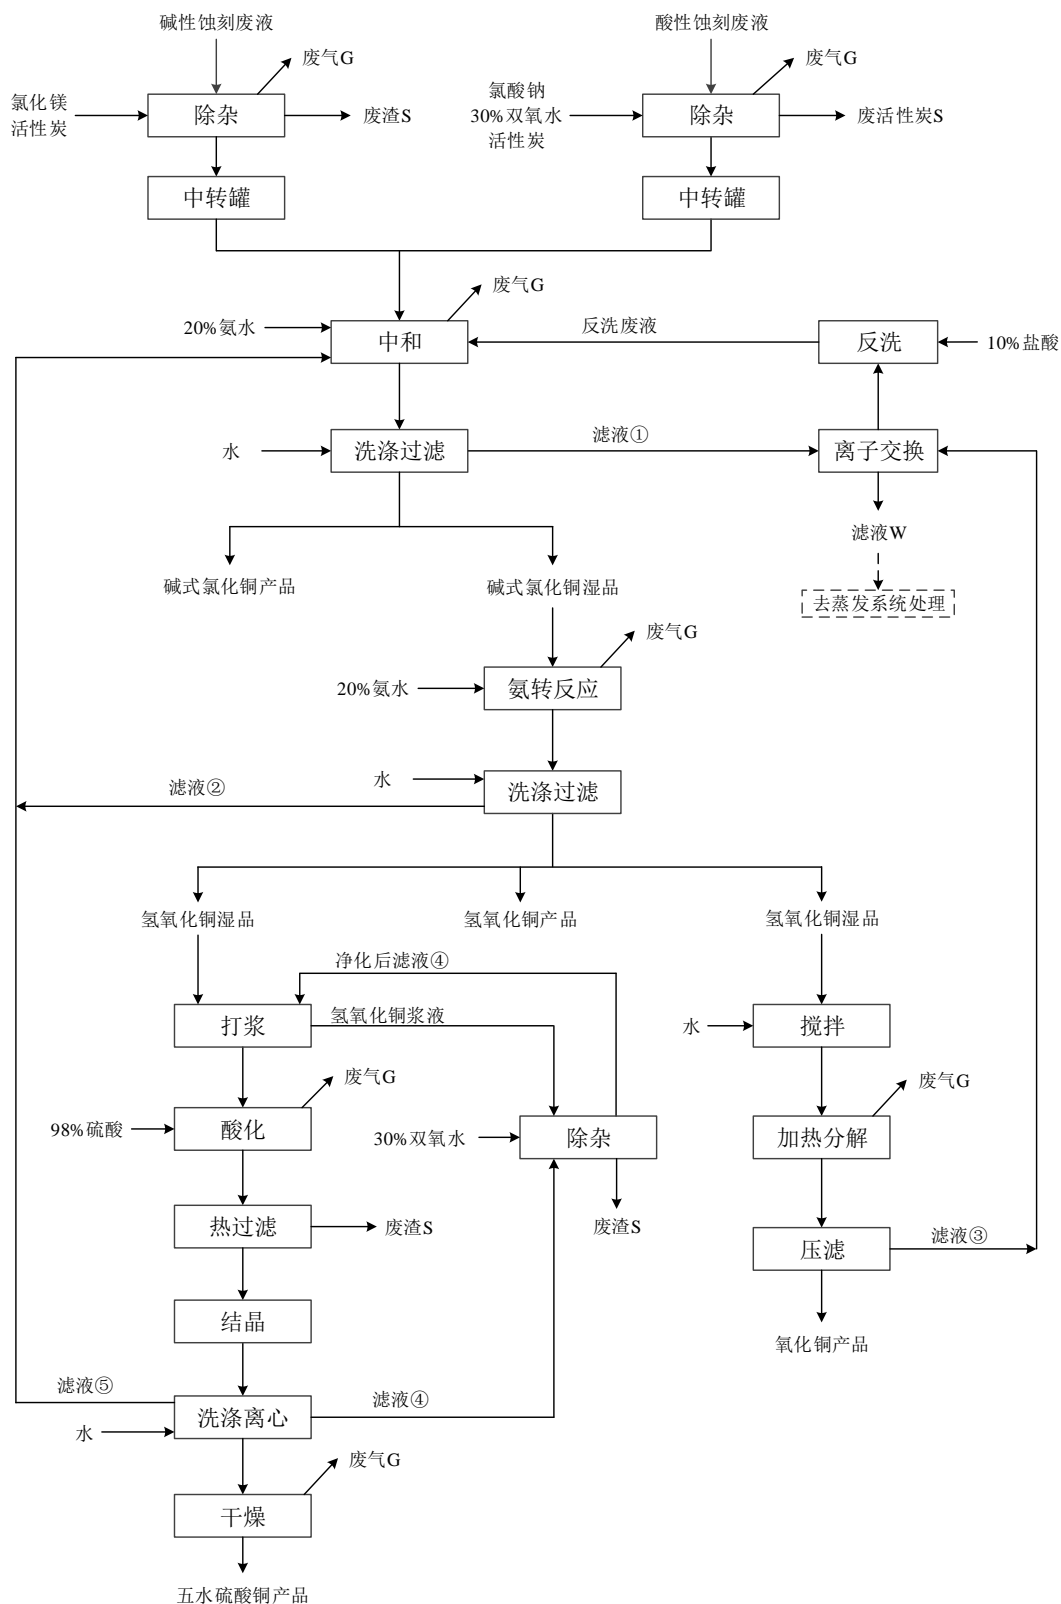 碱性蚀刻废液
酸性蚀刻废液
废气G
废气G
氯化镁
活性炭
除杂
废渣S
氯酸钠
30%双氧水
活性炭
除杂
废活性炭S
中转罐
中转罐
废气G
20%氨水
中和
反洗废液
反洗
10%盐酸
水
洗涤过滤
滤液①
离子交换
滤液W
碱式氯化铜产品
碱式氯化铜湿品
去蒸发系统处理
废气G
20%氨水
氨转反应
滤液②
水
洗涤过滤
氢氧化铜湿品
氢氧化铜产品
氢氧化铜湿品
净化后滤液④
打浆
氢氧化铜浆液
水
搅拌
废气G
废气G
98%硫酸
酸化
30%双氧水
除杂
加热分解
热过滤
废渣S
废渣S
压滤
滤液③
结晶
氧化铜产品
滤液⑤
滤液④
水
洗涤离心
废气G
干燥
五水硫酸铜产品